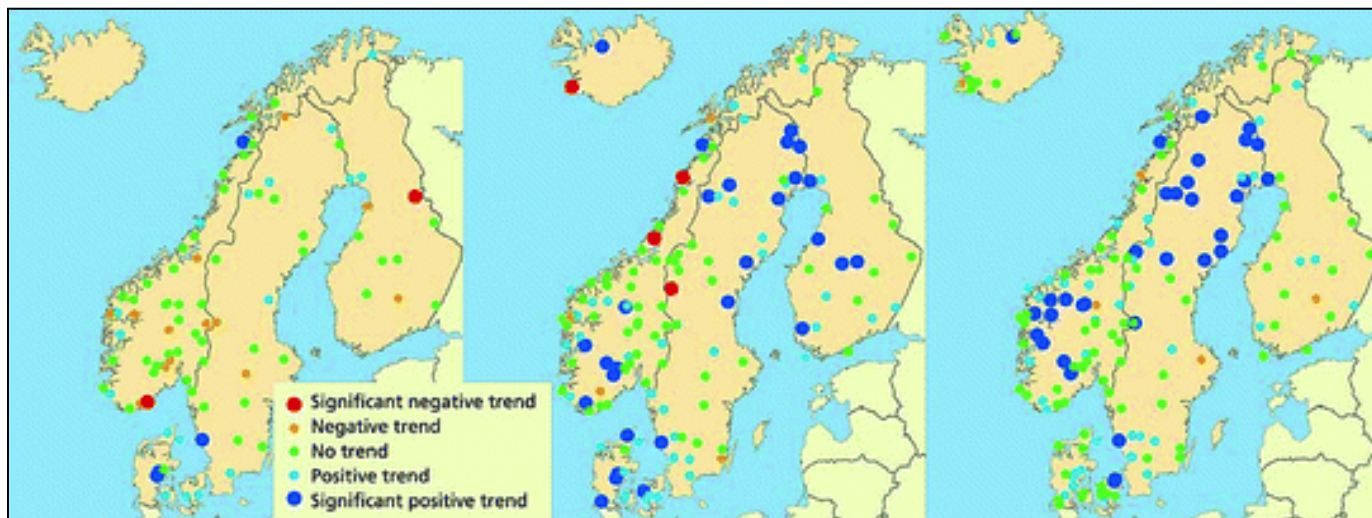 Significant negative trend
Negative trend
No trend
Positive trend
Significant positive trend